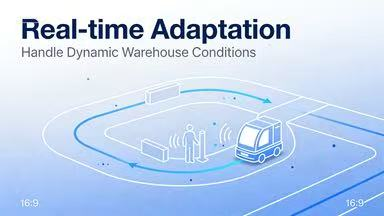 Real-time Adaptation
Handle Dynamic Warehouse Conditions
16:9
16:9